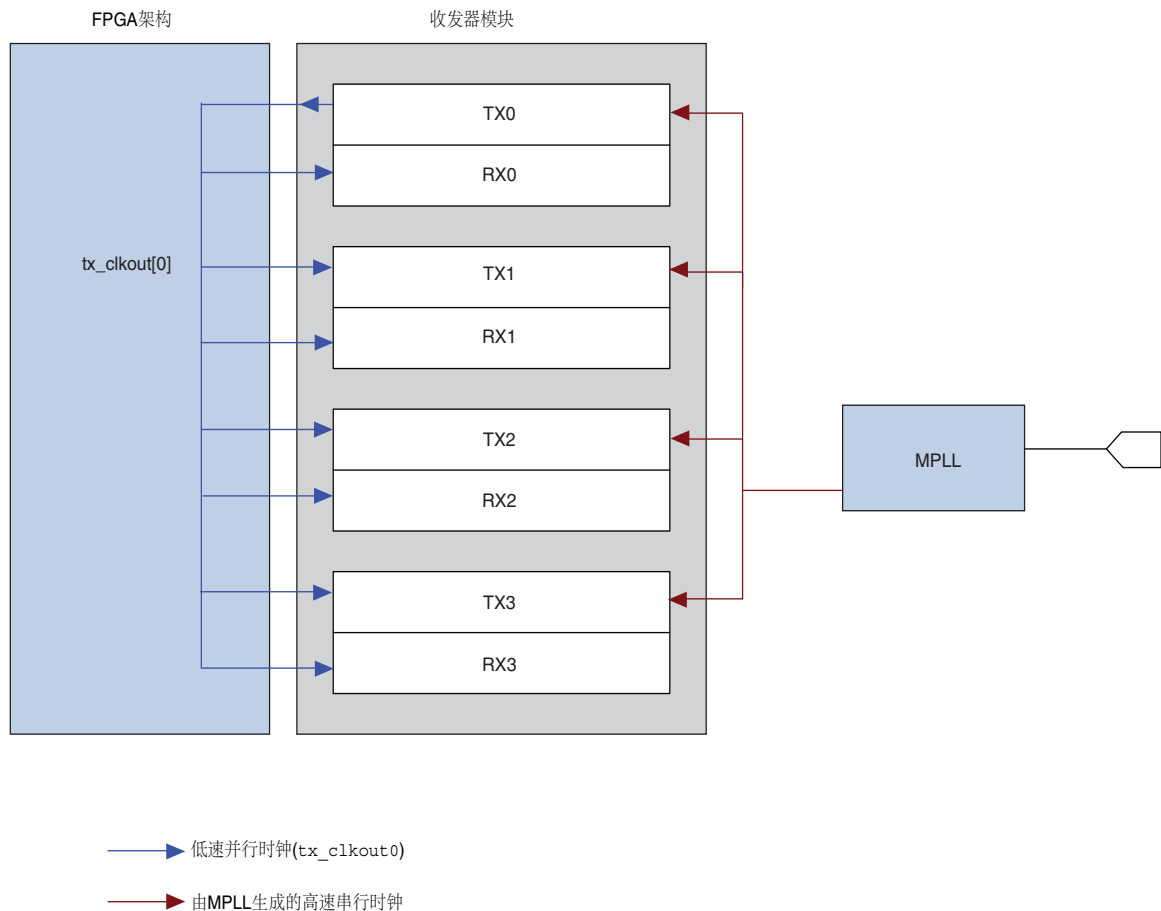 FPGA架构
收发器模块
TX0
RX0
tx_clkout[0]
TX1
RX1
TX2
MPLL
RX2
TX3
RX3
低速并行时钟(tx_clkout0)
由MPLL生成的高速串行时钟